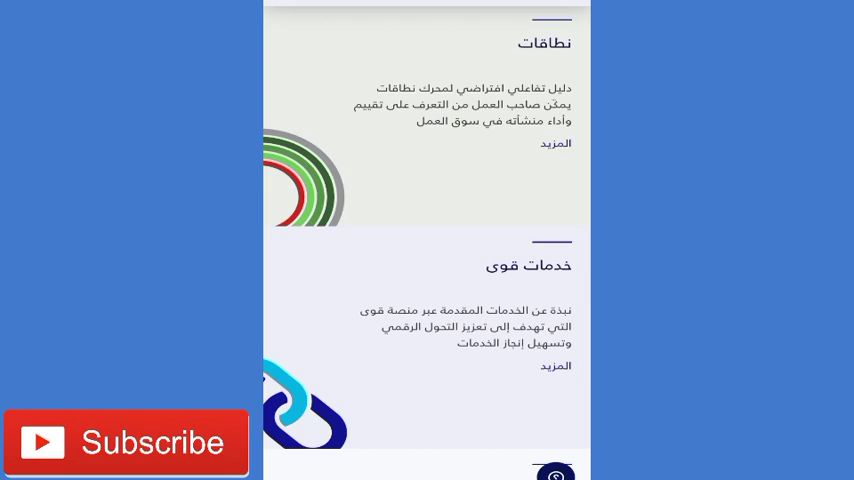 نطاقات
دليل تفاعلي افتراضي لمحرك نطاقات
يمكّن صاحب العمل من التعرف على تقييم
وأداء منشأته في سوق العمل
المزيد
خدمات قوى
نبذة عن الخدمات المقدمة عبر منصة قوى
التي تهدف إلى تعزيز التحول الرقمي
وتسهيل إنجاز الخدمات
المزيد
Subscribe